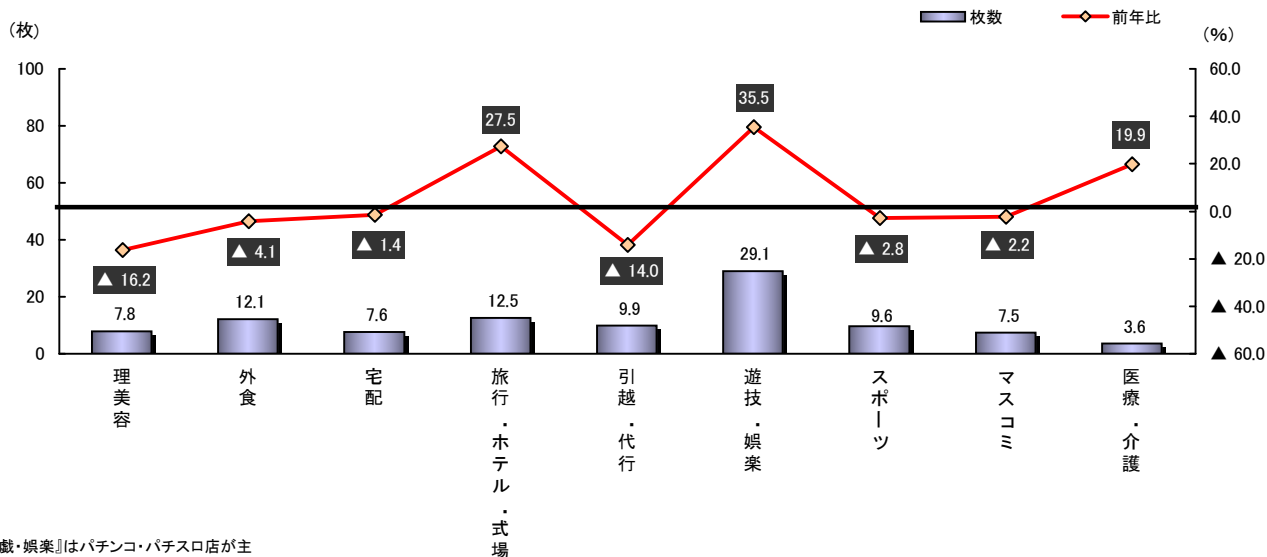 枚数 前年比
(枚) (%)
100 80 60 40 20 0
60.0 40.0 20.0 0.0 ▲ 20.0 ▲ 40.0 ▲ 60.0
▲ 16.2 ▲ 4.1 ▲ 1.4 27.5 ▲ 14.0 35.5 ▲ 2.8 ▲ 2.2 19.9
7.8 12.1 7.6 12.5 9.9 29.1 9.6 7.5 3.6
理美容
外食
宅配
旅行・ホテル・式場
引越・代行
遊技・娯楽
スポーツ
マスコミ
医療・介護
戯・娯楽』はパチンコ・パチスロ店が主